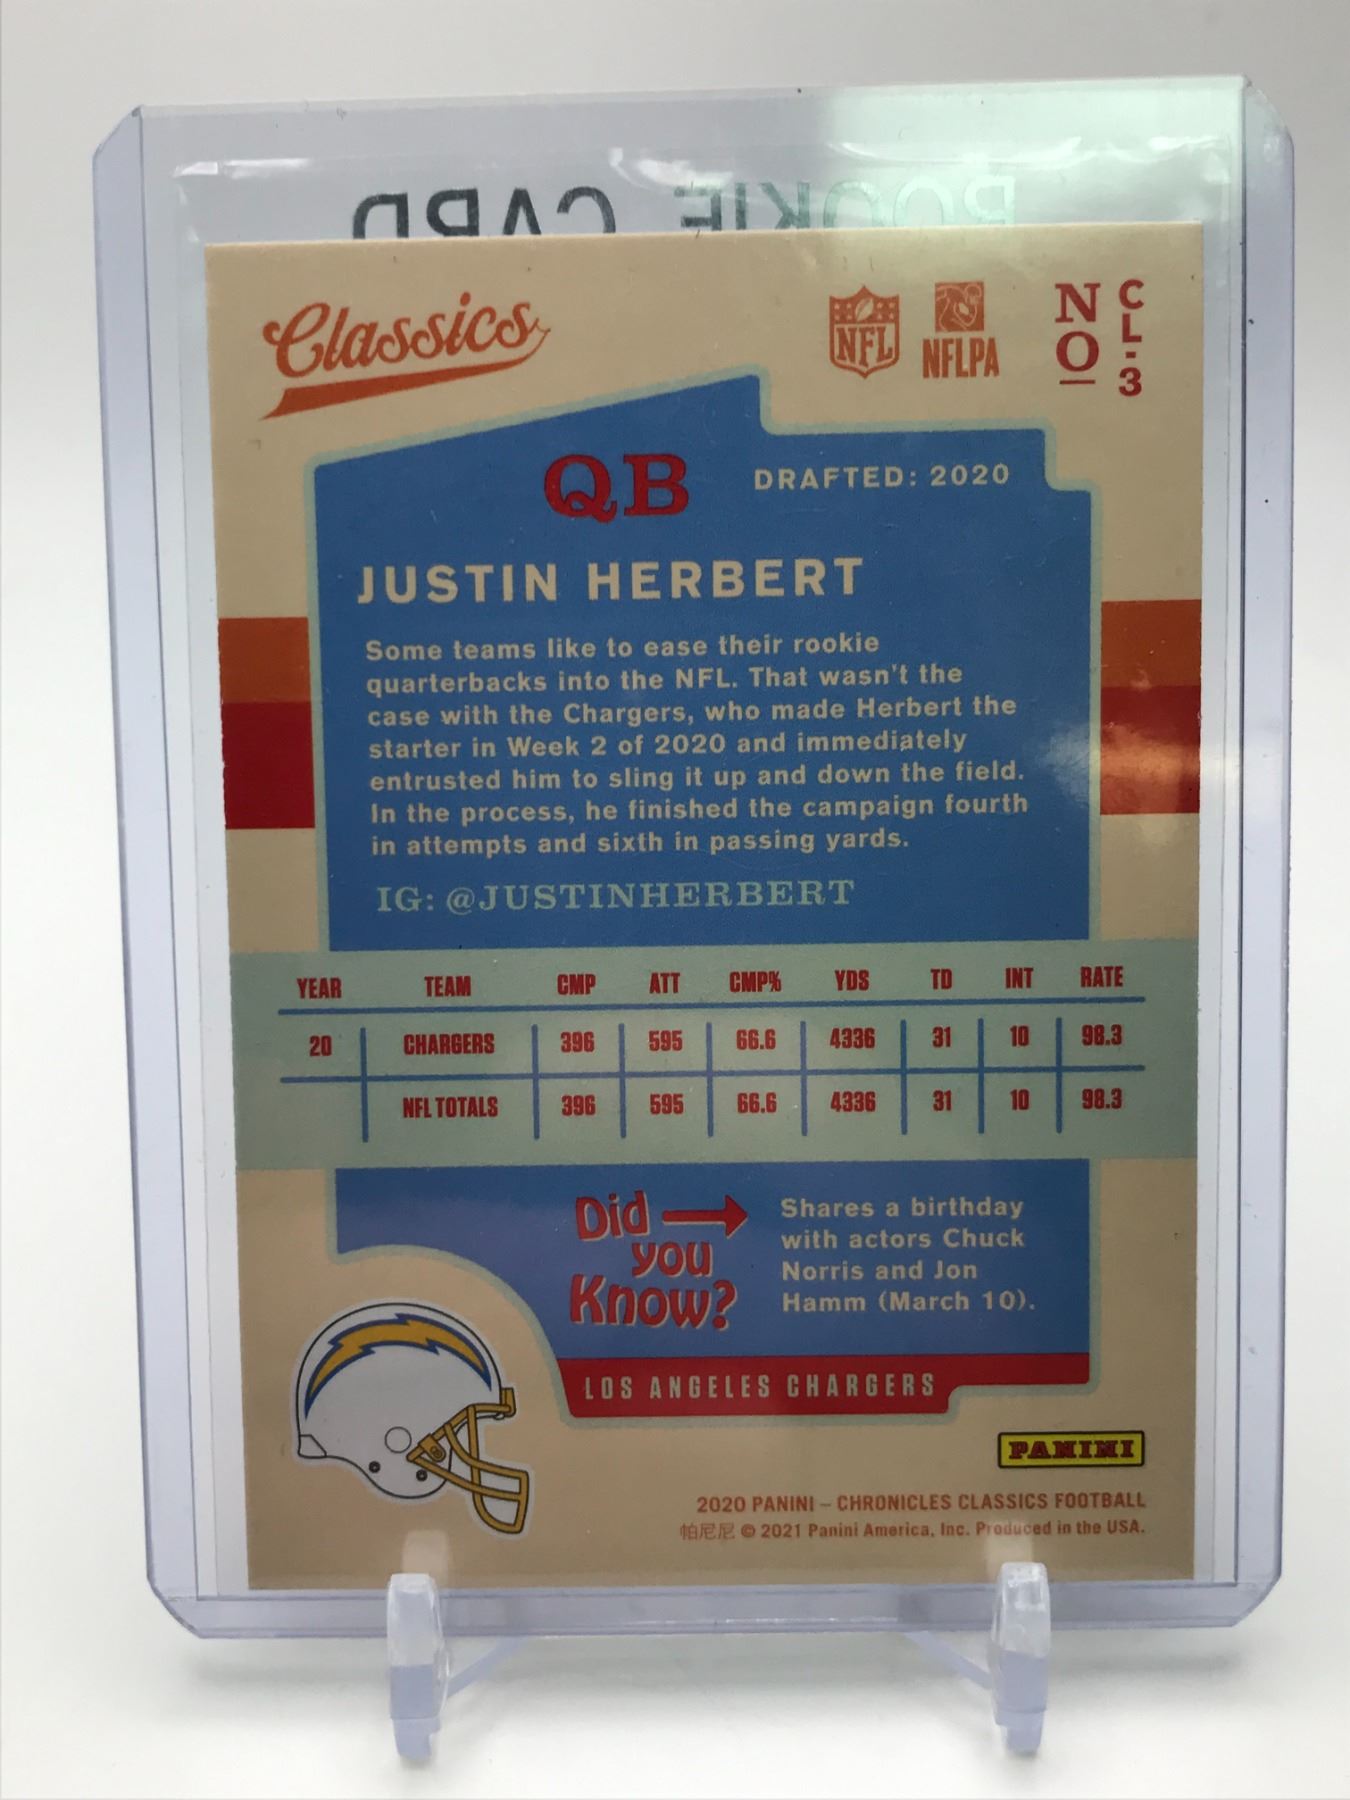 ROOKIE CARD
Classics
NFL
NFLPA
NO
CL-3
QB
DRAFTED: 2020
JUSTIN HERBERT
Some teams like to ease their rookie
quarterbacks into the NFL. That wasn't the
case with the Chargers, who made Herbert the
starter in Week 2 of 2020 and immediately
entrusted him to sling it up and down the field.
In the process, he finished the campaign fourth
in attempts and sixth in passing yards.
IG: @JUSTINHERBERT
YEAR TEAM CMP ATT CMP% YDS TD INT RATE
20 CHARGERS 396 595 66.6 4336 31 10 98.3
NFL TOTALS 396 595 66.6 4336 31 10 98.3
Did
you
Know?
Shares a birthday
with actors Chuck
Norris and Jon
Hamm (March 10).
LOS ANGELES CHARGERS
PANINI
2020 PANINI – CHRONICLES CLASSICS FOOTBALL
帕尼尼 © 2021 Panini America, Inc. Produced in the USA.